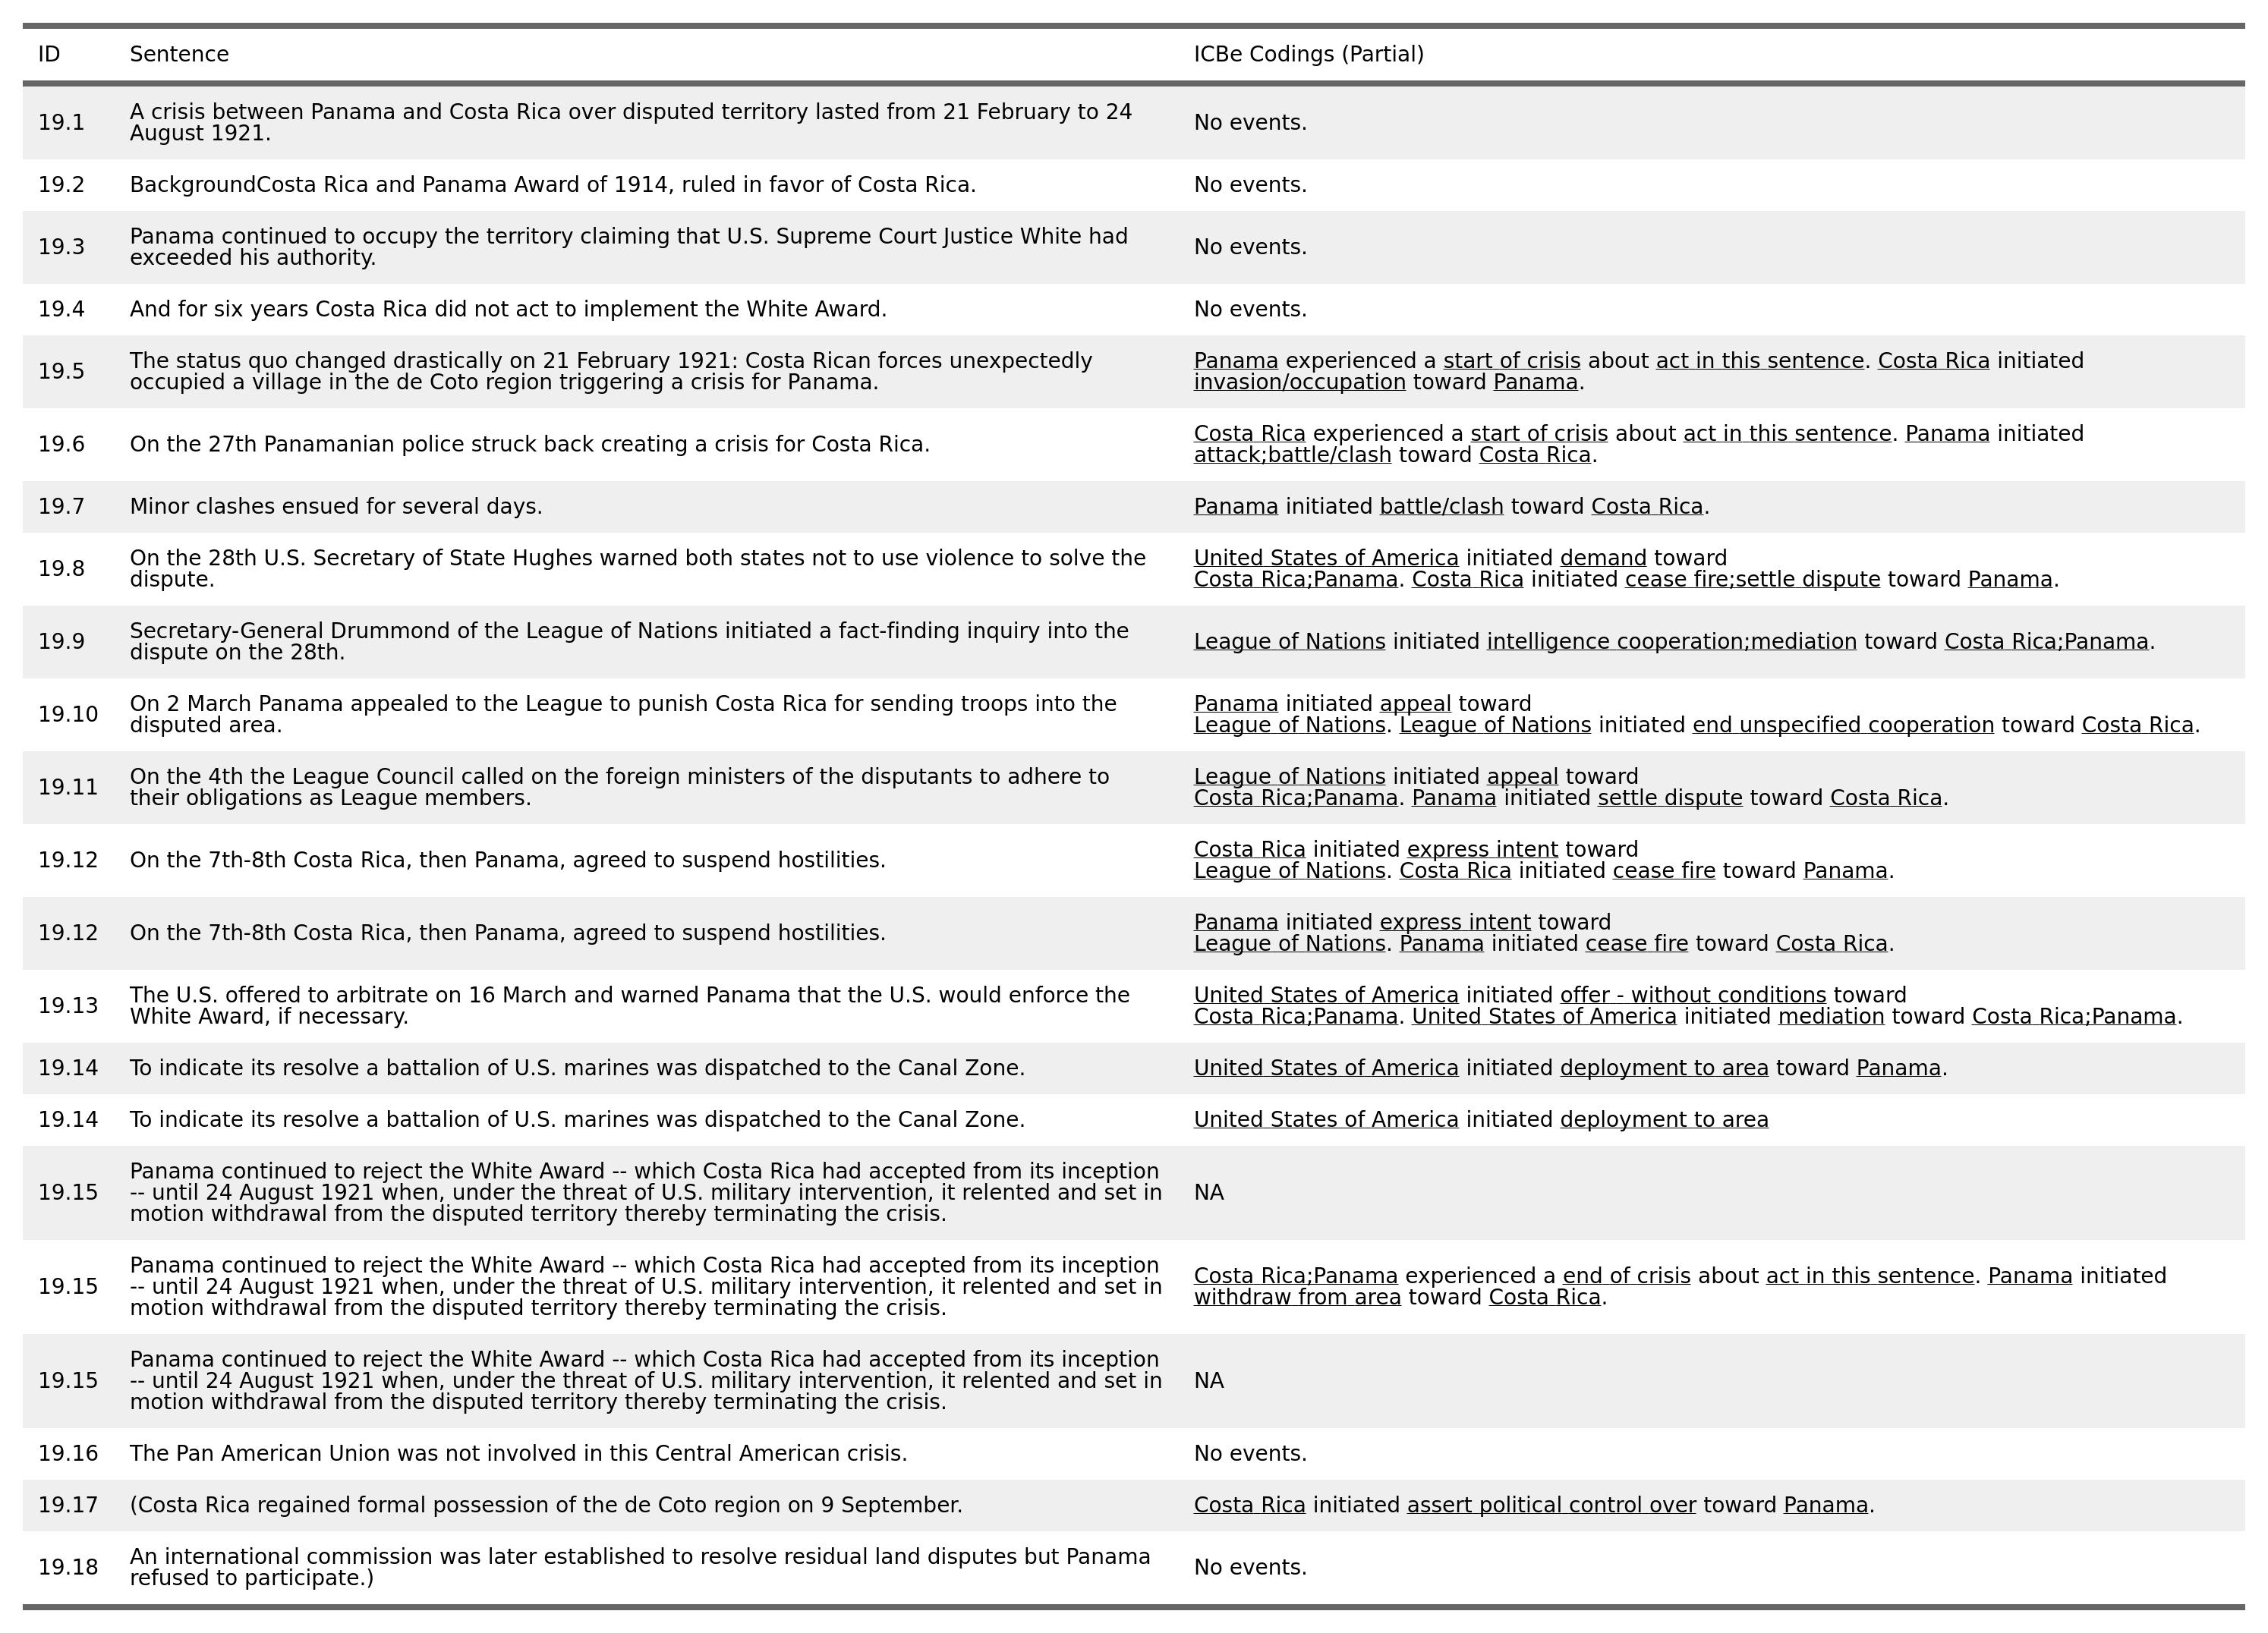 ID Sentence ICBe Codings (Partial)
19.1 A crisis between Panama and Costa Rica over disputed territory lasted from 21 February to 24
August 1921.
No events.
19.2 BackgroundCosta Rica and Panama Award of 1914, ruled in favor of Costa Rica. No events.
19.3 Panama continued to occupy the territory claiming that U.S. Supreme Court Justice White had
exceeded his authority.
No events.
19.4 And for six years Costa Rica did not act to implement the White Award. No events.
19.5 The status quo changed drastically on 21 February 1921: Costa Rican forces unexpectedly
occupied a village in the de Coto region triggering a crisis for Panama.
Panama experienced a start of crisis about act in this sentence. Costa Rica initiated
invasion/occupation toward Panama.
19.6 On the 27th Panamanian police struck back creating a crisis for Costa Rica.
Costa Rica experienced a start of crisis about act in this sentence. Panama initiated
attack;battle/clash toward Costa Rica.
19.7 Minor clashes ensued for several days. Panama initiated battle/clash toward Costa Rica.
19.8 On the 28th U.S. Secretary of State Hughes warned both states not to use violence to solve the
dispute.
United States of America initiated demand toward
Costa Rica;Panama. Costa Rica initiated cease fire;settle dispute toward Panama.
19.9 Secretary-General Drummond of the League of Nations initiated a fact-finding inquiry into the
dispute on the 28th.
League of Nations initiated intelligence cooperation;mediation toward Costa Rica;Panama.
19.10 On 2 March Panama appealed to the League to punish Costa Rica for sending troops into the
disputed area.
Panama initiated appeal toward
League of Nations. League of Nations initiated end unspecified cooperation toward Costa Rica.
19.11 On the 4th the League Council called on the foreign ministers of the disputants to adhere to
their obligations as League members.
League of Nations initiated appeal toward
Costa Rica;Panama. Panama initiated settle dispute toward Costa Rica.
19.12 On the 7th-8th Costa Rica, then Panama, agreed to suspend hostilities.
Costa Rica initiated express intent toward
League of Nations. Costa Rica initiated cease fire toward Panama.
19.12 On the 7th-8th Costa Rica, then Panama, agreed to suspend hostilities.
Panama initiated express intent toward
League of Nations. Panama initiated cease fire toward Costa Rica.
19.13 The U.S. offered to arbitrate on 16 March and warned Panama that the U.S. would enforce the
White Award, if necessary.
United States of America initiated offer - without conditions toward
Costa Rica;Panama. United States of America initiated mediation toward Costa Rica;Panama.
19.14 To indicate its resolve a battalion of U.S. marines was dispatched to the Canal Zone. United States of America initiated deployment to area toward Panama.
19.14 To indicate its resolve a battalion of U.S. marines was dispatched to the Canal Zone. United States of America initiated deployment to area
19.15 Panama continued to reject the White Award -- which Costa Rica had accepted from its inception
-- until 24 August 1921 when, under the threat of U.S. military intervention, it relented and set in
motion withdrawal from the disputed territory thereby terminating the crisis.
NA
19.15 Panama continued to reject the White Award -- which Costa Rica had accepted from its inception
-- until 24 August 1921 when, under the threat of U.S. military intervention, it relented and set in
motion withdrawal from the disputed territory thereby terminating the crisis.
Costa Rica;Panama experienced a end of crisis about act in this sentence. Panama initiated
withdraw from area toward Costa Rica.
19.15 Panama continued to reject the White Award -- which Costa Rica had accepted from its inception
-- until 24 August 1921 when, under the threat of U.S. military intervention, it relented and set in
motion withdrawal from the disputed territory thereby terminating the crisis.
NA
19.16 The Pan American Union was not involved in this Central American crisis. No events.
19.17 (Costa Rica regained formal possession of the de Coto region on 9 September. Costa Rica initiated assert political control over toward Panama.
19.18 An international commission was later established to resolve residual land disputes but Panama
refused to participate.)
No events.